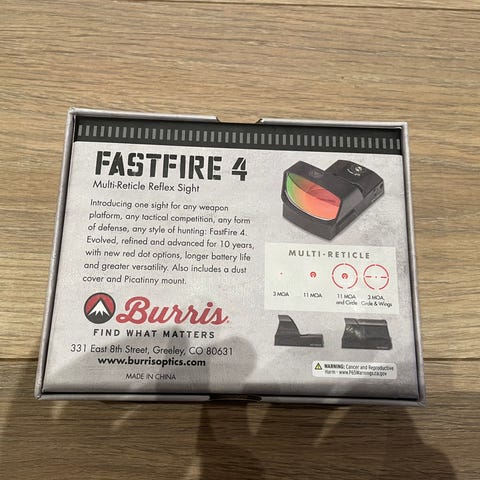 FASTFIRE 4
Multi-Reticle Reflex Sight
Introducing one sight for any weapon
platform, any tactical competition, any form
of defense, any style of hunting: FastFire 4.
Evolved, refined and advanced for 10 years,
with new red dot options, longer battery life
and greater versatility. Also includes a dust
cover and Picatinny mount.
MULTI-RETICLE
3 MOA
11 MOA
11 MOA
and Circle
3 MOA,
Circle & Wings
Burris
FIND WHAT MATTERS
331 East 8th Street, Greeley, CO 80631
www.burrisoptics.com
MADE IN CHINA
WARNING: Cancer and Reproductive
Harm - www.P65Warnings.ca.gov